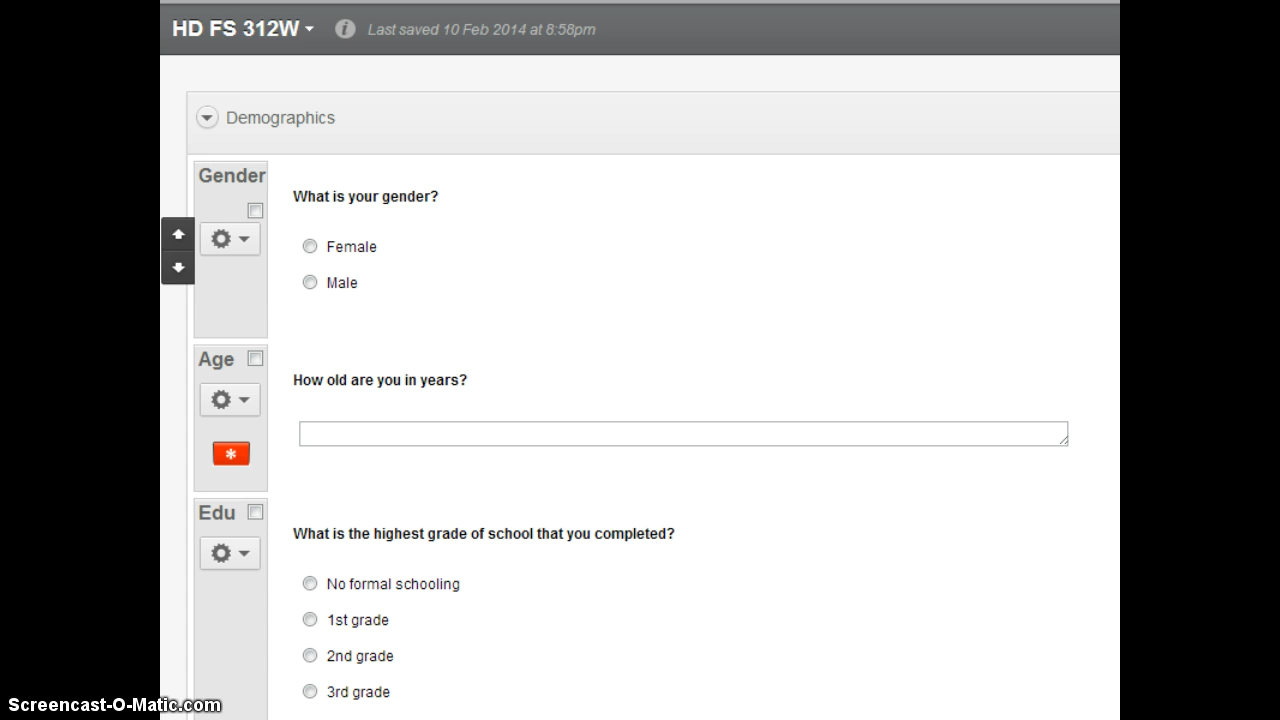 HD FS 312W
Last saved 10 Feb 2014 at 8:58pm
Demographics
Gender
What is your gender?
Female
Male
Age
How old are you in years?
*
Edu
What is the highest grade of school that you completed?
No formal schooling
1st grade
2nd grade
3rd grade
Screencast-O-Matic.com